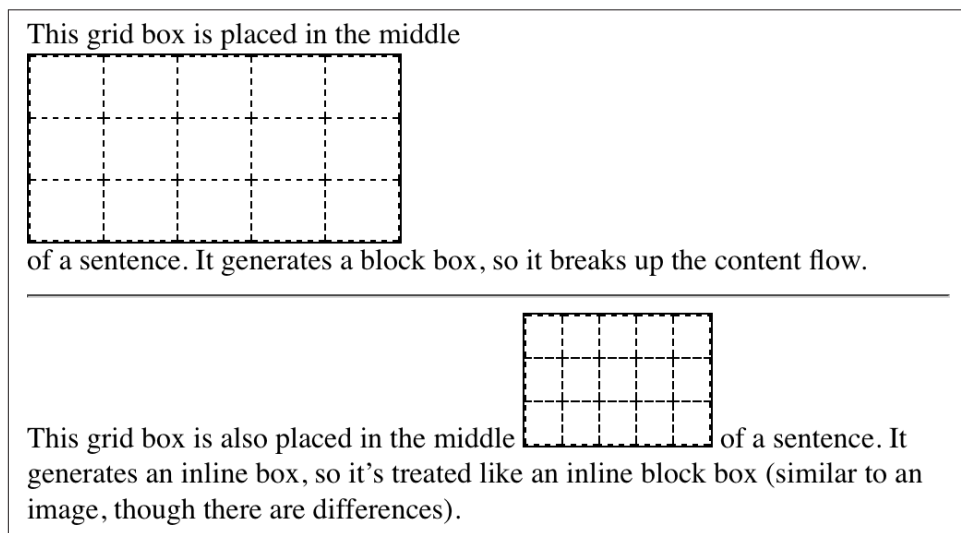 This grid box is placed in the middle
of a sentence. It generates a block box, so it breaks up the content flow.
This grid box is also placed in the middle of a sentence. It
generates an inline box, so it’s treated like an inline block box (similar to an
image, though there are differences).